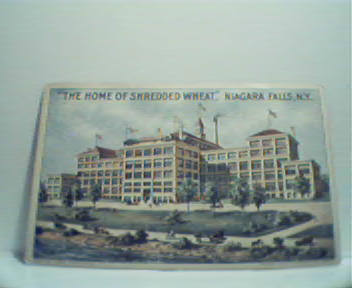 "THE HOME OF SHREDDED WHEAT," NIAGARA FALLS, N.Y.